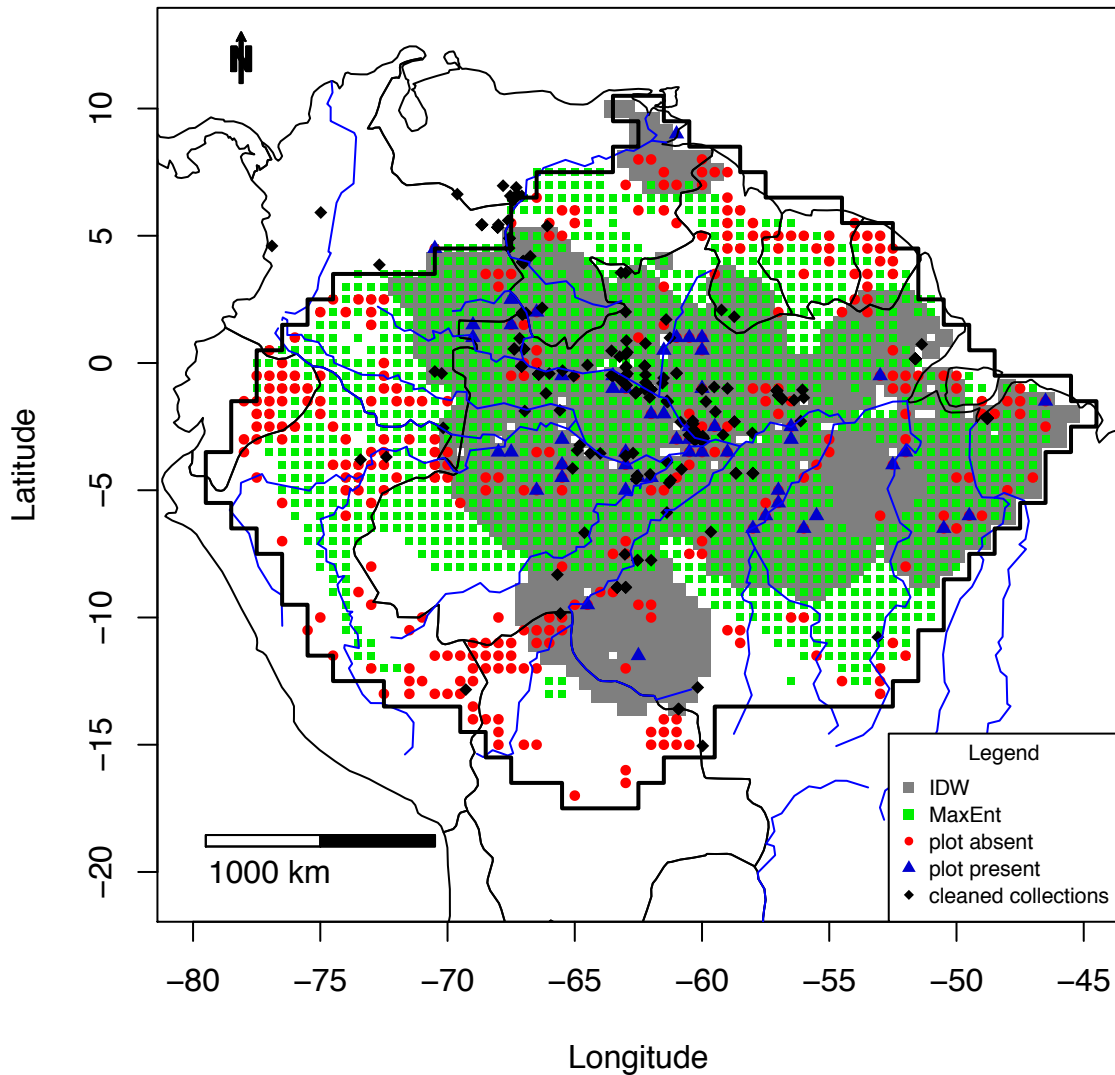 N
10
5
0
−5
−10
−15
−20
Latitude
1000 km
Legend
IDW
MaxEnt
plot absent
plot present
cleaned collections
−80 −75 −70 −65 −60 −55 −50 −45
Longitude